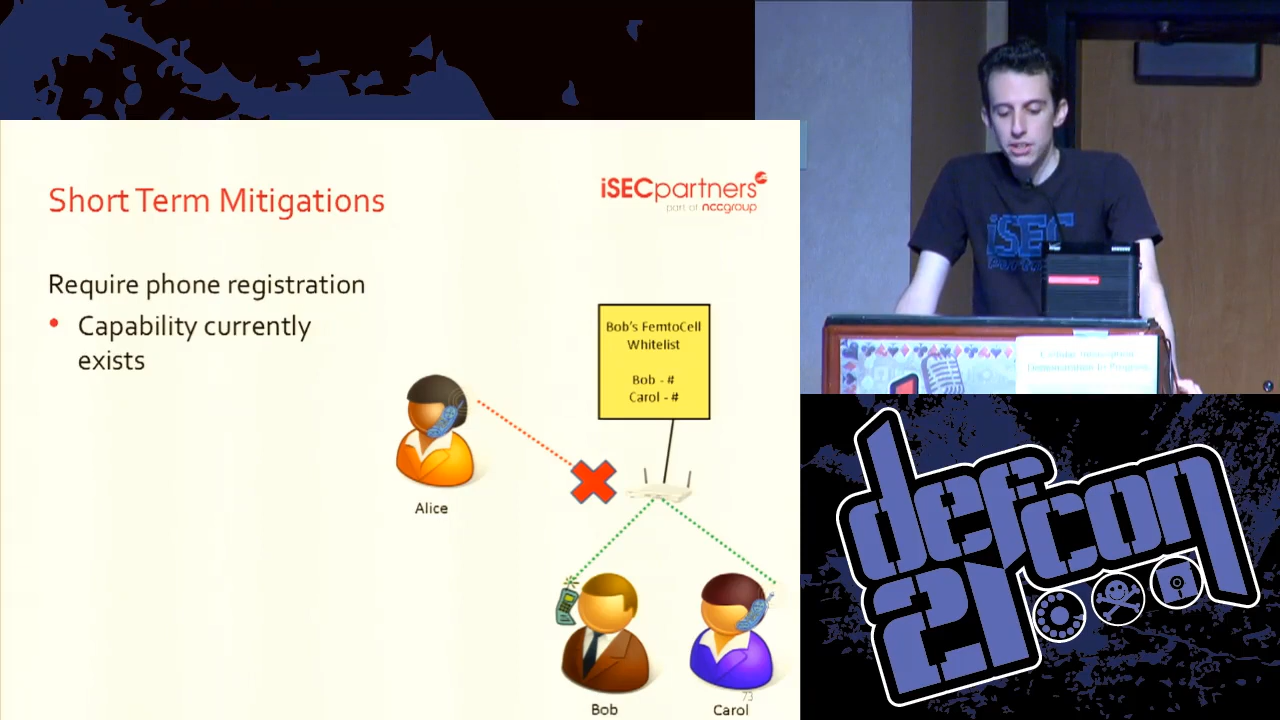 Short Term Mitigations
iSECpartners
part of nccgroup
Require phone registration
• Capability currently
exists
Bob's FemtoCell
Whitelist
Bob - #
Carol - #
Alice
Bob
Carol
73
iSEC
defcon
21